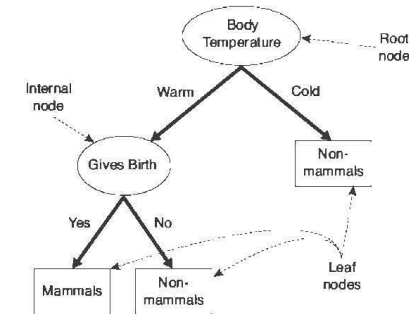 Body
Temperature
Root
node
Internal
node
Warm
Cold
Gives Birth
Non-
mammals
Yes
No
Mammals
Non-
mammals
Leaf
nodes